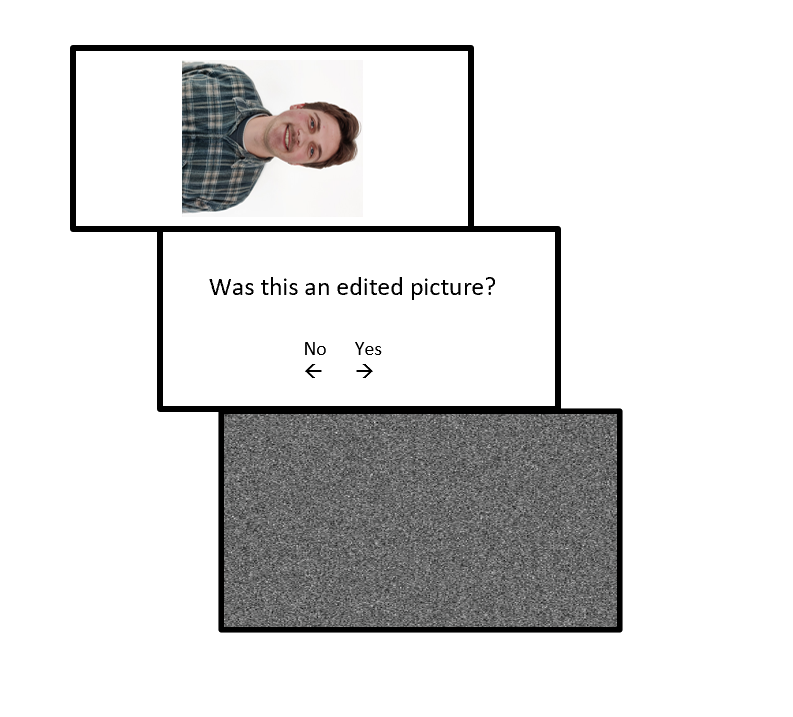 Was this an edited picture?
No Yes
← →